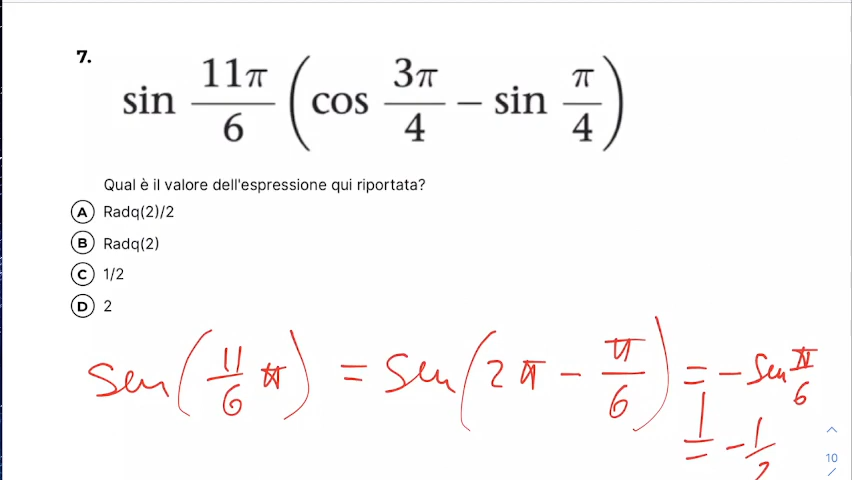 7.
sin 11π/6 (cos 3π/4 − sin π/4)
Qual è il valore dell'espressione qui riportata?
A Radq(2)/2
B Radq(2)
C 1/2
D 2
sen(11/6 π) = sen(2π − π/6) = − sen π/6
= − 1/2
10